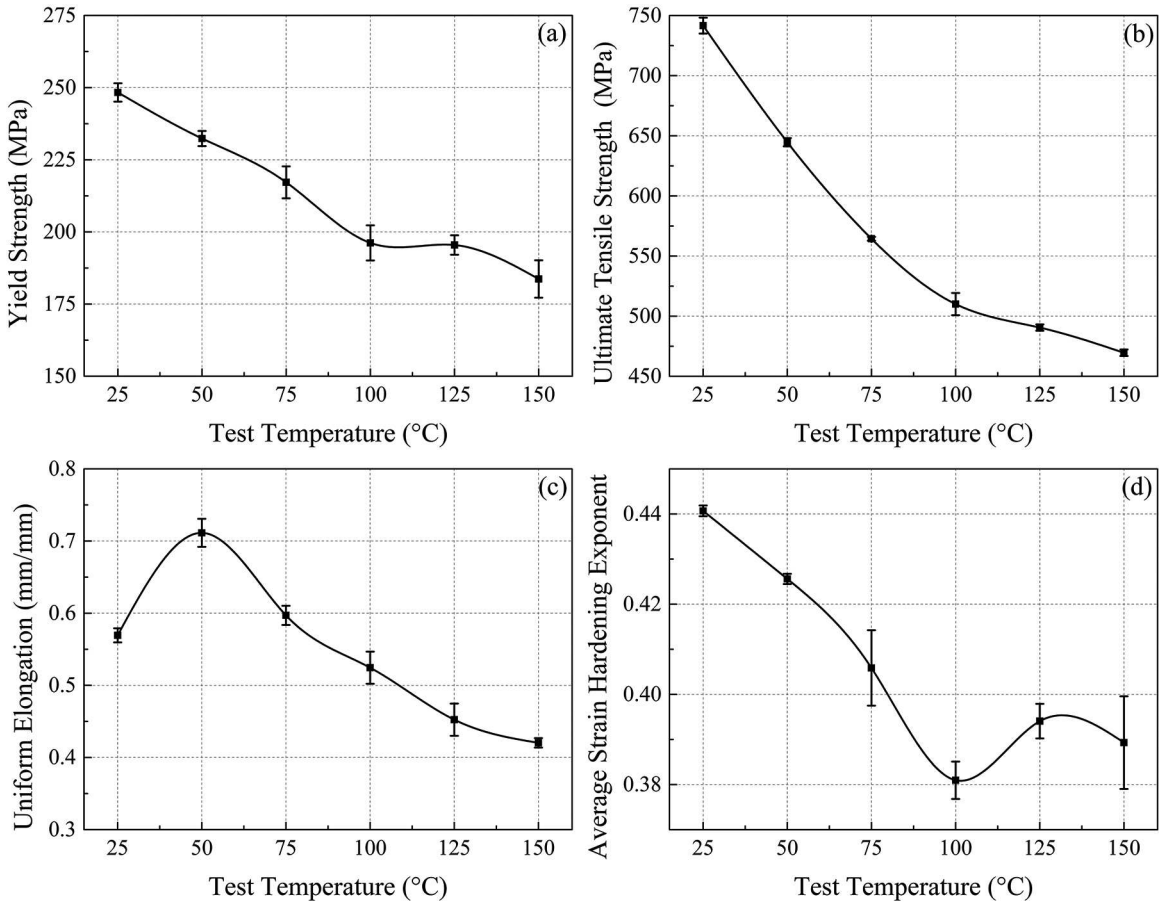 (a)
275
250
225
200
175
150
Yield Strength (MPa)
25 50 75 100 125 150
Test Temperature (°C)
(b)
750
700
650
600
550
500
450
Ultimate Tensile Strength (MPa)
25 50 75 100 125 150
Test Temperature (°C)
(c)
0.8
0.7
0.6
0.5
0.4
0.3
Uniform Elongation (mm/mm)
25 50 75 100 125 150
Test Temperature (°C)
(d)
0.44
0.42
0.40
0.38
Average Strain Hardening Exponent
25 50 75 100 125 150
Test Temperature (°C)